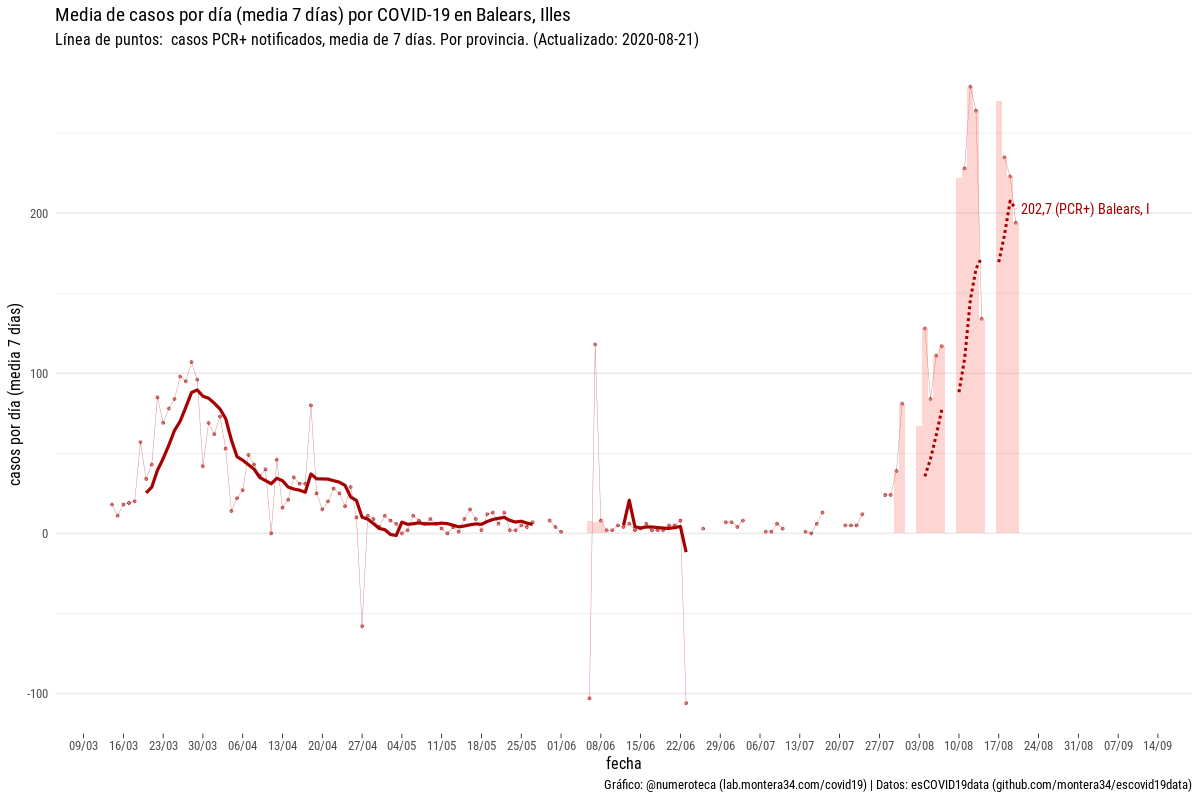 Media de casos por día (media 7 días) por COVID-19 en Balears, Illes
Línea de puntos:  casos PCR+ notificados, media de 7 días. Por provincia. (Actualizado: 2020-08-21)
casos por día (media 7 días)
200
100
0
-100
202,7 (PCR+) Balears, I
09/03 16/03 23/03 30/03 06/04 13/04 20/04 27/04 04/05 11/05 18/05 25/05 01/06 08/06 15/06 22/06 29/06 06/07 13/07 20/07 27/07 03/08 10/08 17/08 24/08 31/08 07/09 14/09
fecha
Gráfico: @numeroteca (lab.montera34.com/covid19) | Datos: esCOVID19data (github.com/montera34/escovid19data)